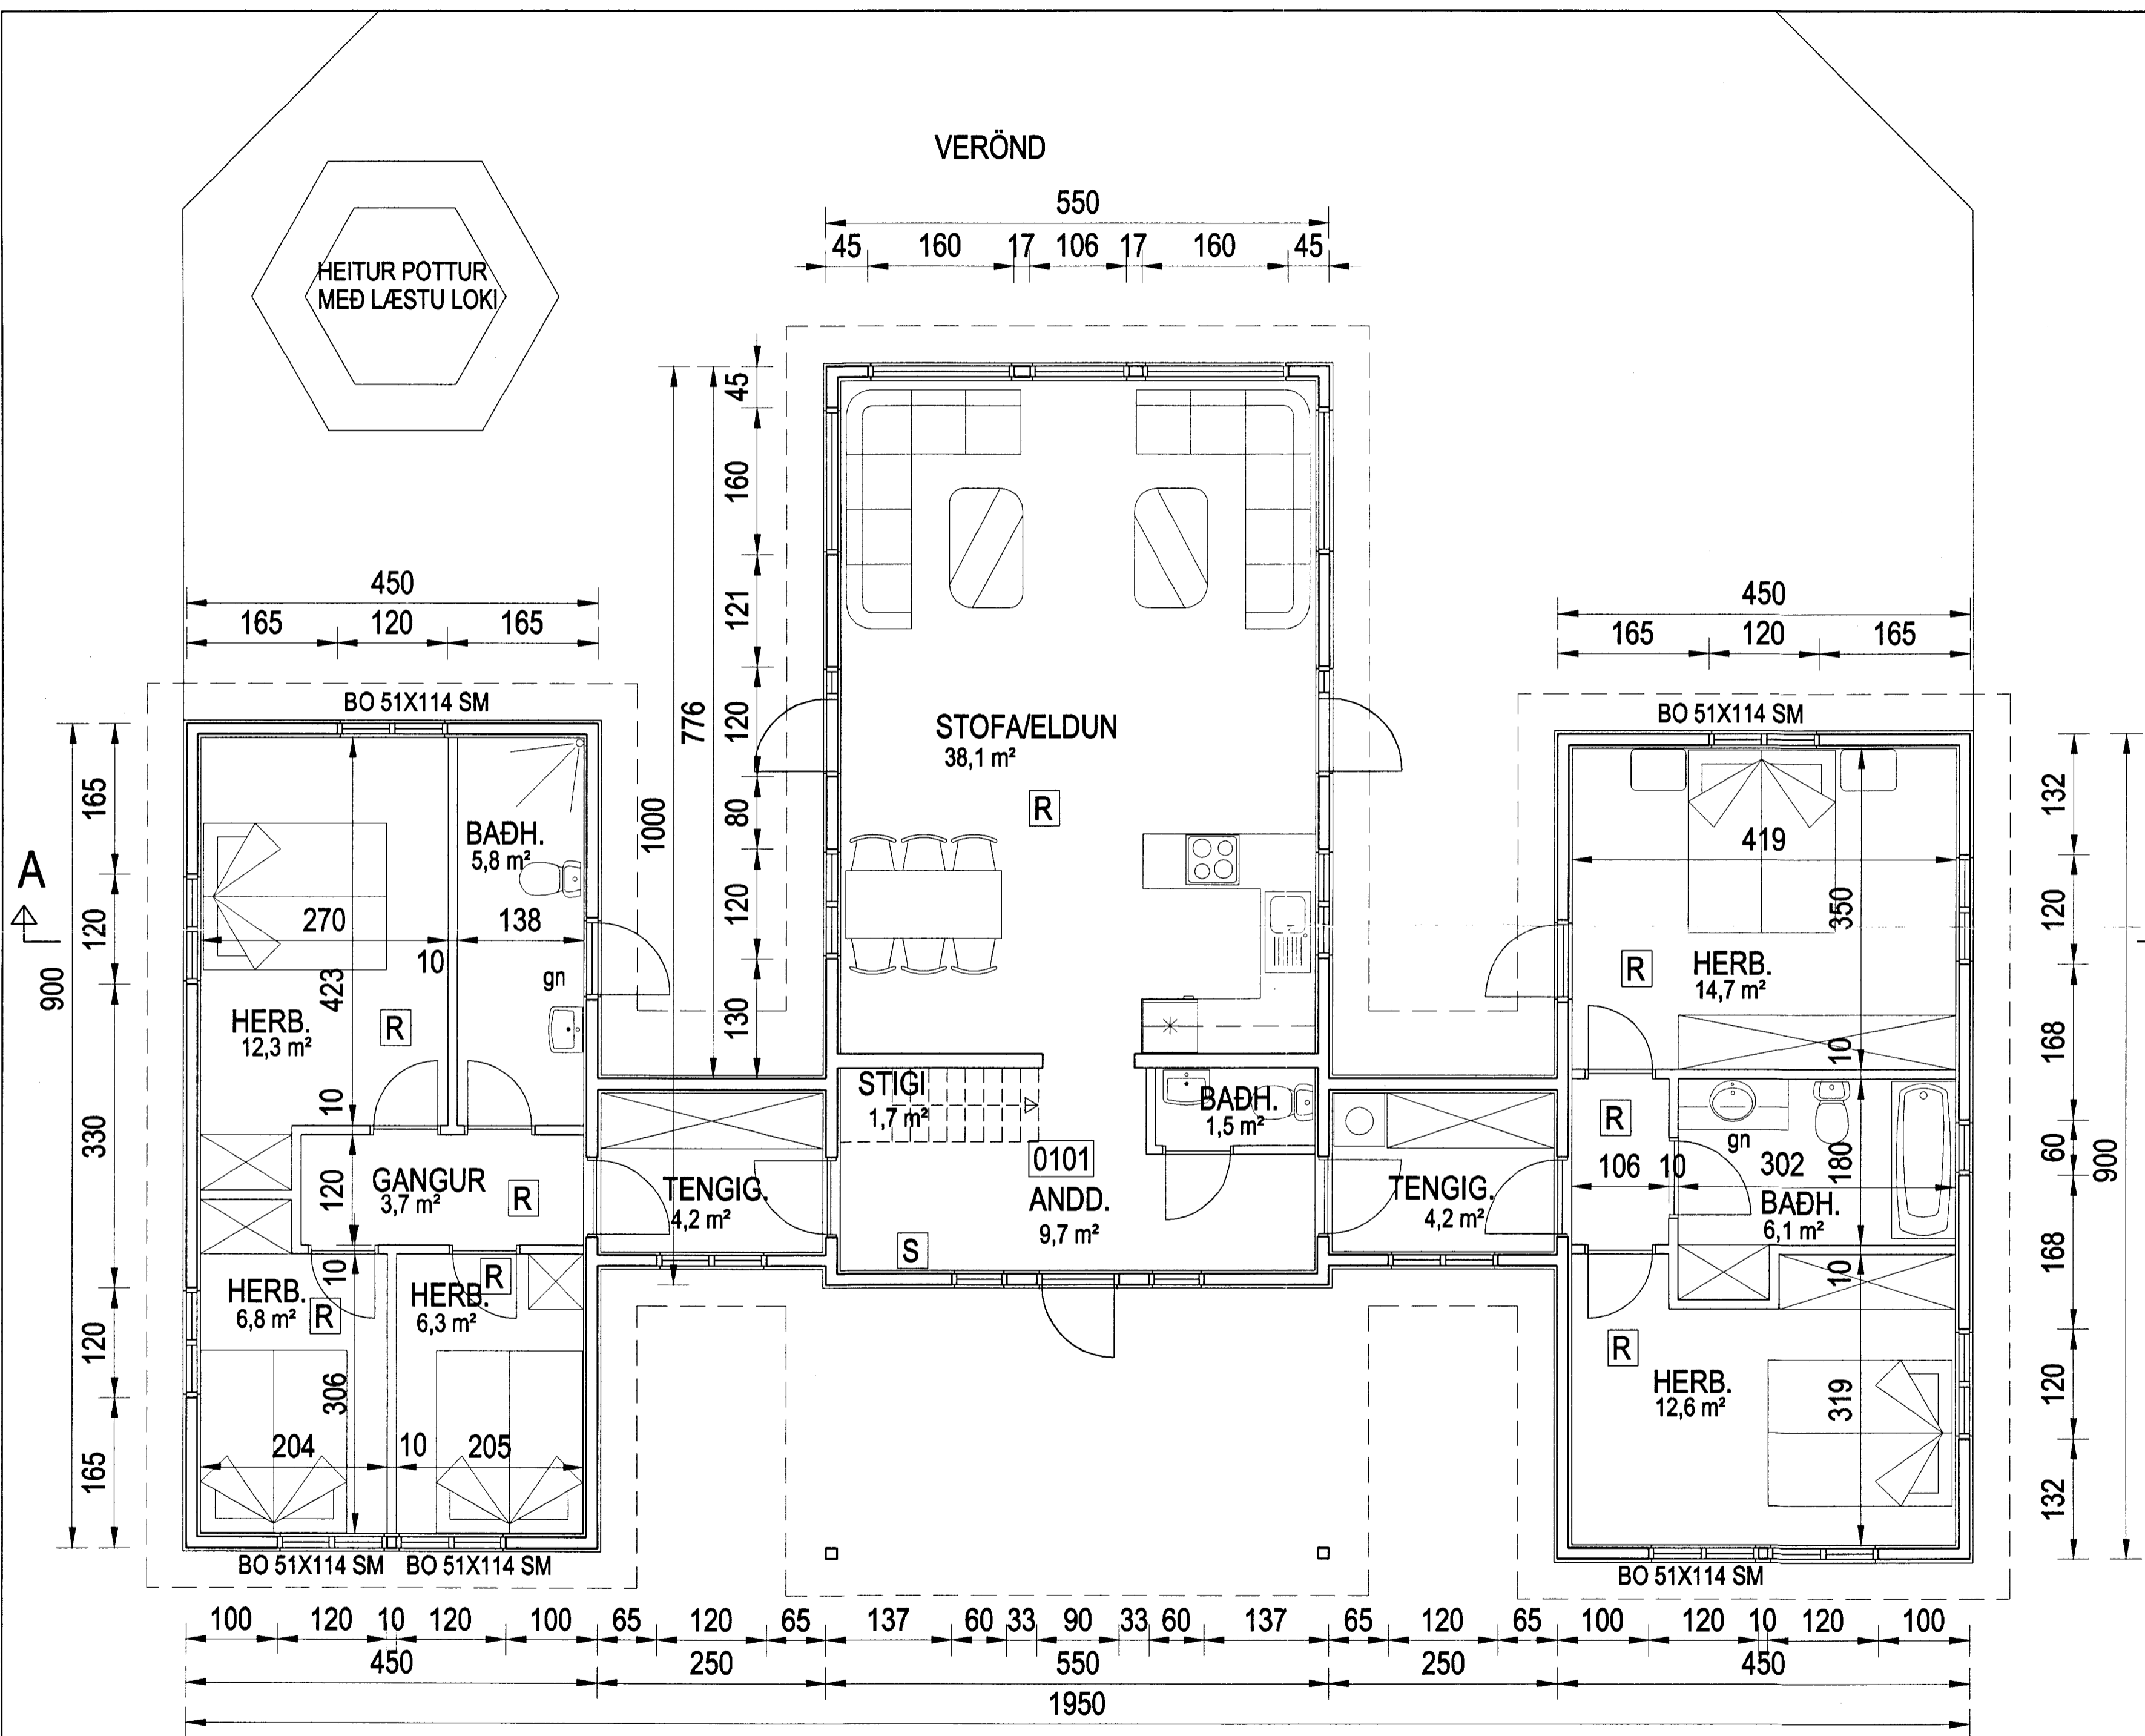 VERÖND
550
45 160 17 106 17 160 45
HEITUR POTTUR
MEÐ LÆSTU LOKI
450
165 120 165
BO 51X114 SM
165
120
330
120
165
900
A
BAÐH.
5,8 m²
270
138
10
423
gn
HERB.
12,3 m²
R
10
GANGUR
3,7 m²
120
R
10
HERB.
6,8 m²
R
HERB.
6,3 m²
R
306
204
10
205
BO 51X114 SM
BO 51X114 SM
1000
776
45
160
121
120
80
120
130
STOFA/ELDUN
38,1 m²
R
STIGI
1,7 m²
BAÐH.
1,5 m²
0101
ANDD.
9,7 m²
S
TENGIG.
4,2 m²
TENGIG.
4,2 m²
450
165 120 165
BO 51X114 SM
419
350
R
HERB.
14,7 m²
10
R
gn
106
10
302
180
BAÐH.
6,1 m²
10
R
HERB.
12,6 m²
319
BO 51X114 SM
132
120
168
60
168
120
132
900
100 120 10 120 100 65 120 65 137 60 33 90 33 60 137 65 120 65 100 120 10 120 100
450 250 550 250 450
1950